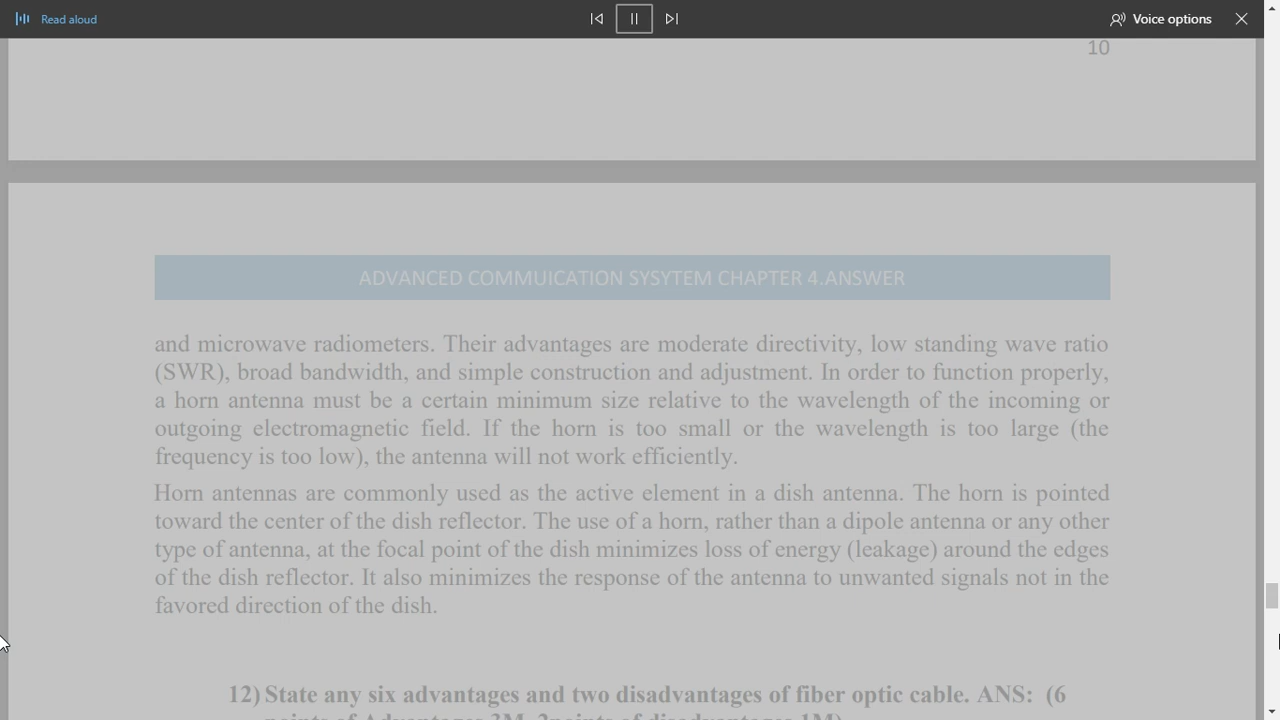 Read aloud
Voice options
10
ADVANCED COMMUICATION SYSYTEM CHAPTER 4.ANSWER
and microwave radiometers. Their advantages are moderate directivity, low standing wave ratio
(SWR), broad bandwidth, and simple construction and adjustment. In order to function properly,
a horn antenna must be a certain minimum size relative to the wavelength of the incoming or
outgoing electromagnetic field. If the horn is too small or the wavelength is too large (the
frequency is too low), the antenna will not work efficiently.
Horn antennas are commonly used as the active element in a dish antenna. The horn is pointed
toward the center of the dish reflector. The use of a horn, rather than a dipole antenna or any other
type of antenna, at the focal point of the dish minimizes loss of energy (leakage) around the edges
of the dish reflector. It also minimizes the response of the antenna to unwanted signals not in the
favored direction of the dish.
12) State any six advantages and two disadvantages of fiber optic cable. ANS: (6
points of Advantages 3M, 2points of disadvantages 1M)